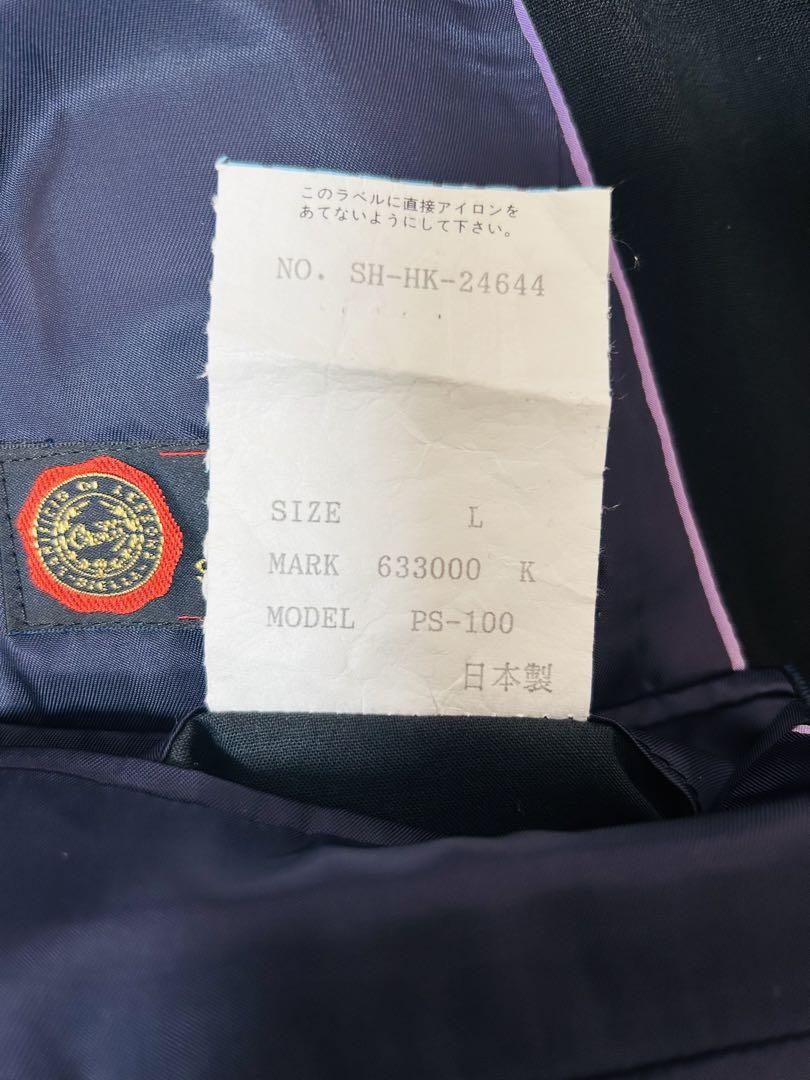 このラベルに直接アイロンを
あてないようにして下さい。
NO. SH-HK-24644
SIZE L
MARK 633000 K
MODEL PS-100
日本製